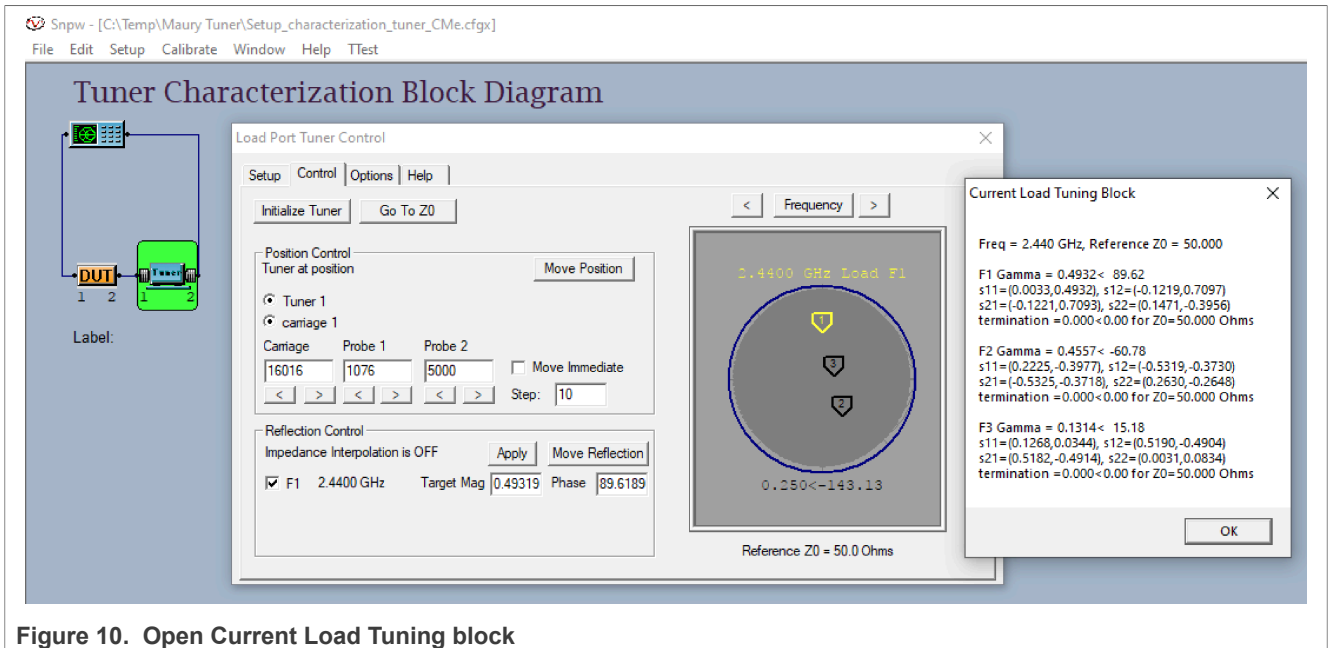 Snpw - [C:\Temp\Maury Tuner\Setup_characterization_tuner_CMe.cfgx]
File Edit Setup Calibrate Window Help TTest
Tuner Characterization Block Diagram
DUT
Tuner
1 2
1 2
Label:
Load Port Tuner Control
Setup Control Options Help
Initialize Tuner Go To Z0
< Frequency >
Position Control
Tuner at position
Move Position
Tuner 1
carriage 1
Carriage Probe 1 Probe 2
16016 1076 5000
Move Immediate
< > < > < >
Step: 10
Reflection Control
Impedance Interpolation is OFF
Apply Move Reflection
F1 2.4400 GHz Target Mag 0.49319 Phase 89.6189
2.4400 GHz Load F1
1
3
2
0.250<-143.13
Reference Z0 = 50.0 Ohms
Current Load Tuning Block
Freq = 2.440 GHz, Reference Z0 = 50.000
F1 Gamma = 0.4932< 89.62
s11=(0.0033,0.4932), s12=(-0.1219,0.7097)
s21=(-0.1221,0.7093), s22=(0.1471,-0.3956)
termination =0.000<0.00 for Z0=50.000 Ohms
F2 Gamma = 0.4557< -60.78
s11=(0.2225,-0.3977), s12=(-0.5319,-0.3730)
s21=(-0.5325,-0.3718), s22=(0.2630,-0.2648)
termination =0.000<0.00 for Z0=50.000 Ohms
F3 Gamma = 0.1314< 15.18
s11=(0.1268,0.0344), s12=(0.5190,-0.4904)
s21=(0.5182,-0.4914), s22=(0.0031,0.0834)
termination =0.000<0.00 for Z0=50.000 Ohms
OK
Figure 10. Open Current Load Tuning block